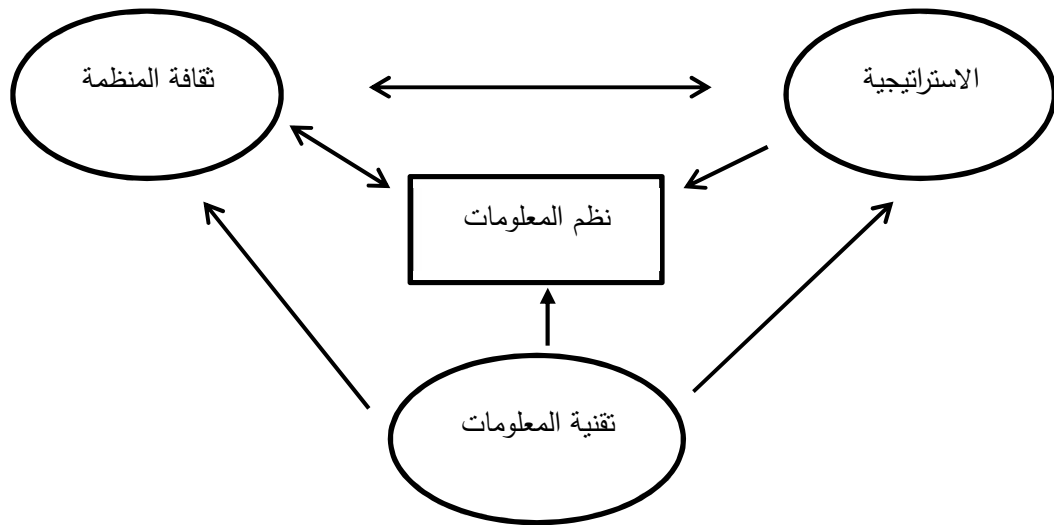 الاستراتيجية
ثقافة المنظمة
نظم المعلومات
تقنية المعلومات